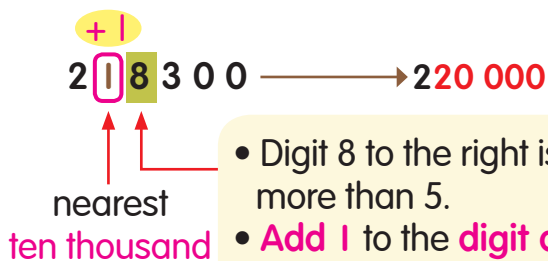 + 1
2 1 8 3 0 0 220 000
• Digit 8 to the right is
more than 5.
nearest
ten thousand
• Add 1 to the digit